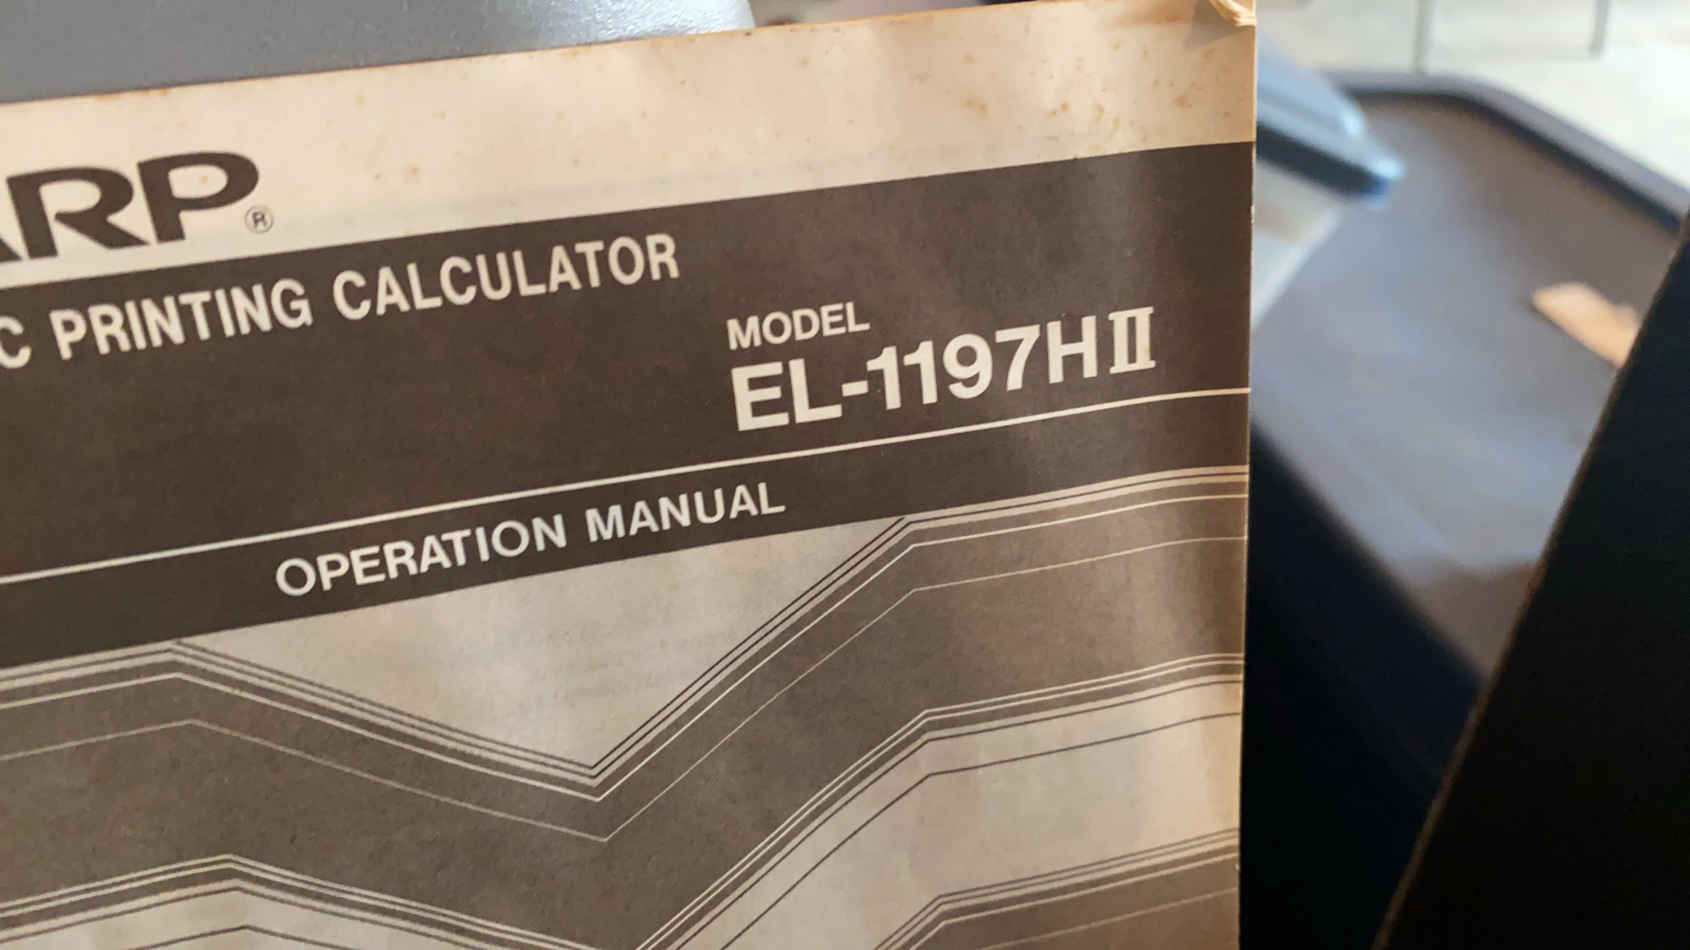 ARP®
C PRINTING CALCULATOR
MODEL
EL-1197HII
OPERATION MANUAL